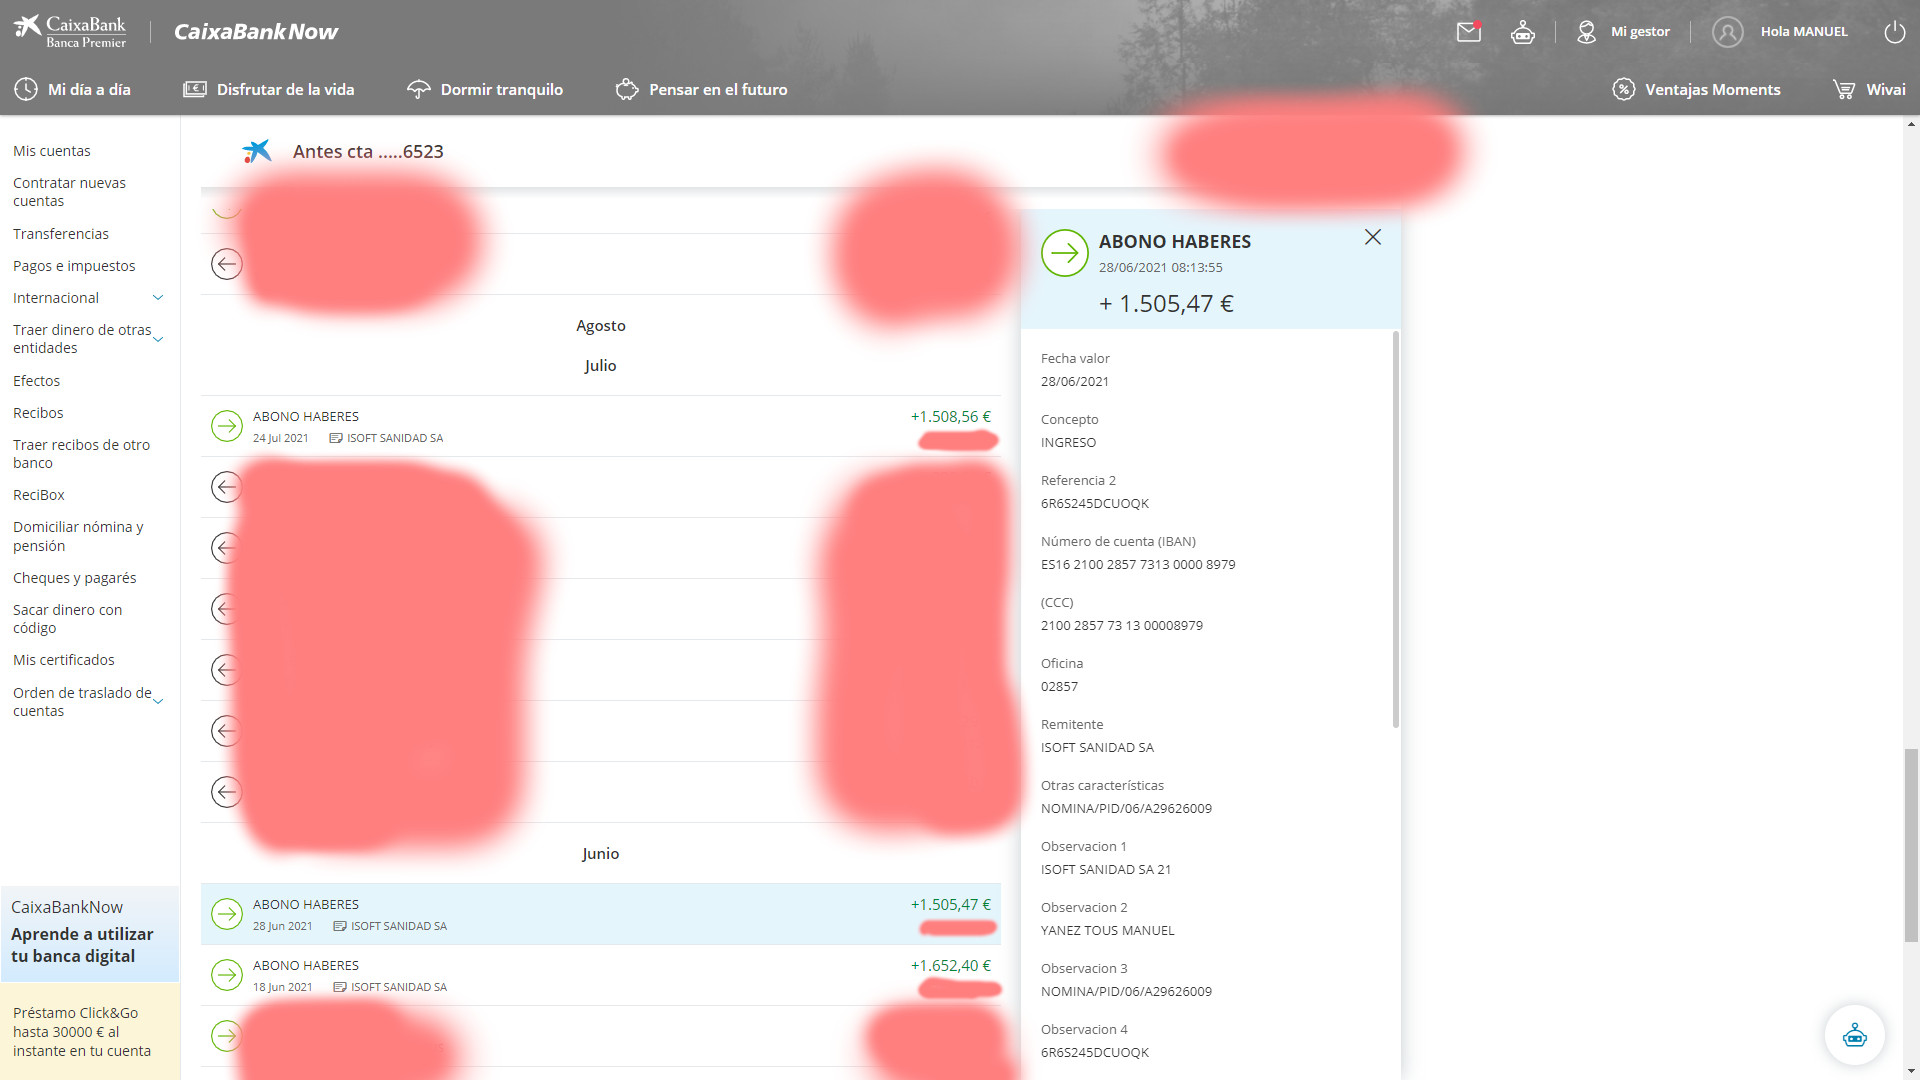 CaixaBank
Banca Premier
CaixaBankNow
Mi gestor
Hola MANUEL
Mi día a día
Disfrutar de la vida
Dormir tranquilo
Pensar en el futuro
Ventajas Moments
Wivai
Mis cuentas
Contratar nuevas
cuentas
Transferencias
Pagos e impuestos
Internacional
Traer dinero de otras
entidades
Efectos
Recibos
Traer recibos de otro
banco
ReciBox
Domiciliar nómina y
pensión
Cheques y pagarés
Sacar dinero con
código
Mis certificados
Orden de traslado de
cuentas
CaixaBankNow
Aprende a utilizar
tu banca digital
Préstamo Click&Go
hasta 30000 € al
instante en tu cuenta
Antes cta .....6523
Agosto
Julio
ABONO HABERES
+1.508,56 €
24 Jul 2021 ISOFT SANIDAD SA
Junio
ABONO HABERES
+1.505,47 €
28 Jun 2021 ISOFT SANIDAD SA
ABONO HABERES
+1.652,40 €
18 Jun 2021 ISOFT SANIDAD SA
ABONO HABERES
28/06/2021 08:13:55
+ 1.505,47 €
Fecha valor
28/06/2021
Concepto
INGRESO
Referencia 2
6R6S245DCUOQK
Número de cuenta (IBAN)
ES16 2100 2857 7313 0000 8979
(CCC)
2100 2857 73 13 00008979
Oficina
02857
Remitente
ISOFT SANIDAD SA
Otras características
NOMINA/PID/06/A29626009
Observacion 1
ISOFT SANIDAD SA 21
Observacion 2
YANEZ TOUS MANUEL
Observacion 3
NOMINA/PID/06/A29626009
Observacion 4
6R6S245DCUOQK